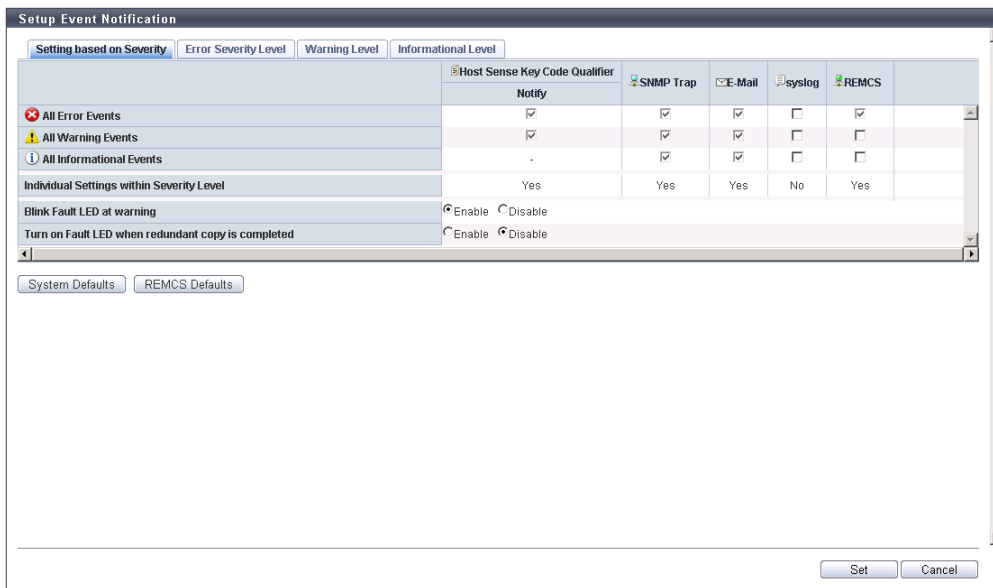 Setup Event Notification
Setting based on Severity Error Severity Level Warning Level Informational Level
Host Sense Key Code Qualifier SNMP Trap E-Mail syslog REMCS
Notify
All Error Events
All Warning Events
All Informational Events -
Individual Settings within Severity Level Yes Yes Yes No Yes
Blink Fault LED at warning Enable Disable
Turn on Fault LED when redundant copy is completed Enable Disable
System Defaults REMCS Defaults
Set Cancel